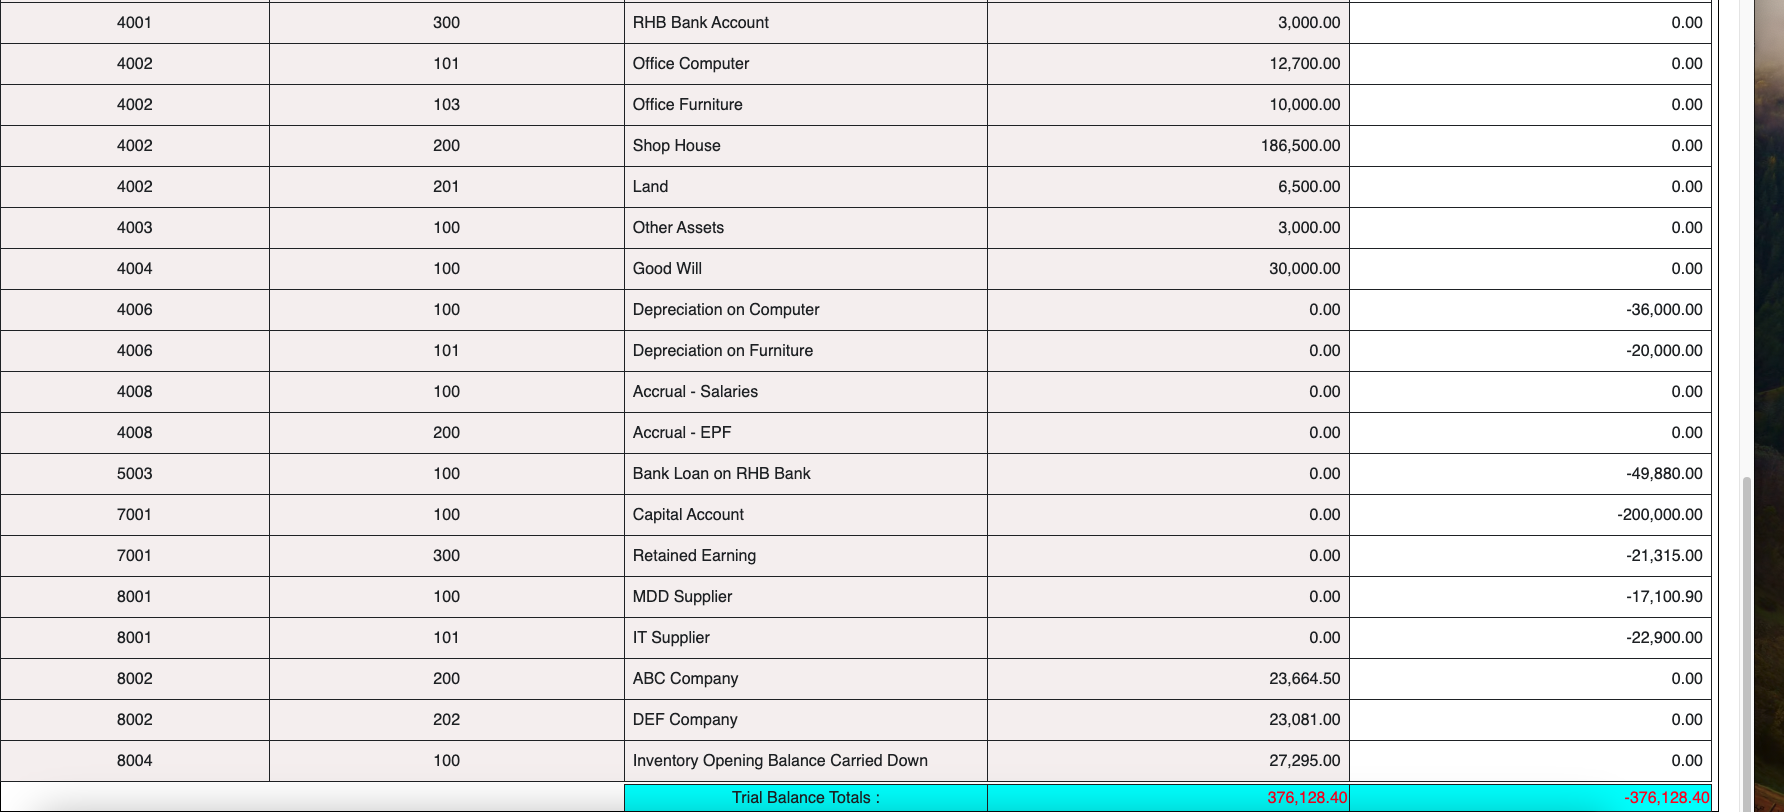 4001 300 RHB Bank Account 3,000.00 0.00
4002 101 Office Computer 12,700.00 0.00
4002 103 Office Furniture 10,000.00 0.00
4002 200 Shop House 186,500.00 0.00
4002 201 Land 6,500.00 0.00
4003 100 Other Assets 3,000.00 0.00
4004 100 Good Will 30,000.00 0.00
4006 100 Depreciation on Computer 0.00 -36,000.00
4006 101 Depreciation on Furniture 0.00 -20,000.00
4008 100 Accrual - Salaries 0.00 0.00
4008 200 Accrual - EPF 0.00 0.00
5003 100 Bank Loan on RHB Bank 0.00 -49,880.00
7001 100 Capital Account 0.00 -200,000.00
7001 300 Retained Earning 0.00 -21,315.00
8001 100 MDD Supplier 0.00 -17,100.90
8001 101 IT Supplier 0.00 -22,900.00
8002 200 ABC Company 23,664.50 0.00
8002 202 DEF Company 23,081.00 0.00
8004 100 Inventory Opening Balance Carried Down 27,295.00 0.00
Trial Balance Totals : 376,128.40 -376,128.40